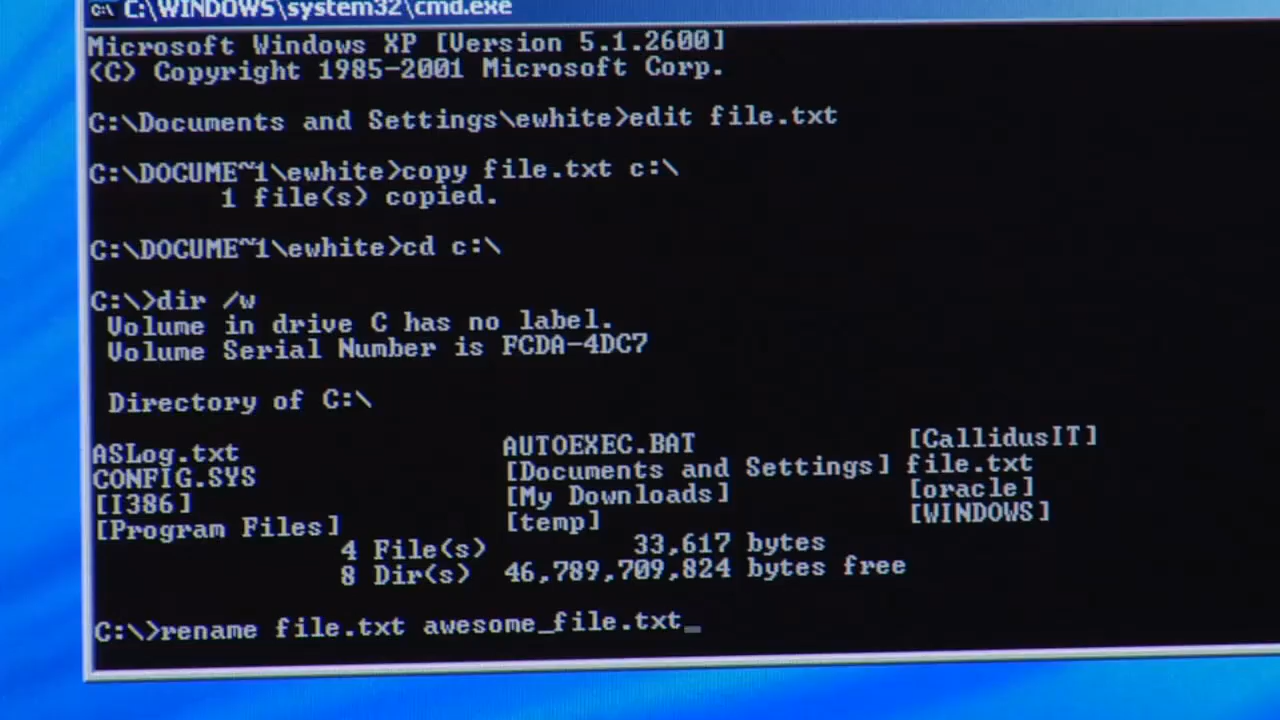 C:\WINDOWS\system32\cmd.exe
Microsoft Windows XP [Version 5.1.2600]
(C) Copyright 1985-2001 Microsoft Corp.
C:\Documents and Settings\ewhite>edit file.txt
C:\DOCUME~1\ewhite>copy file.txt c:\
1 file(s) copied.
C:\DOCUME~1\ewhite>cd c:\
C:\>dir /w
Volume in drive C has no label.
Volume Serial Number is FCDA-4DC7
Directory of C:\
ASLog.txt AUTOEXEC.BAT [CallidusIT]
CONFIG.SYS [Documents and Settings] file.txt
[I386] [My Downloads] [oracle]
[Program Files] [temp] [WINDOWS]
4 File(s) 33,617 bytes
8 Dir(s) 46,789,709,824 bytes free
C:\>rename file.txt awesome_file.txt_